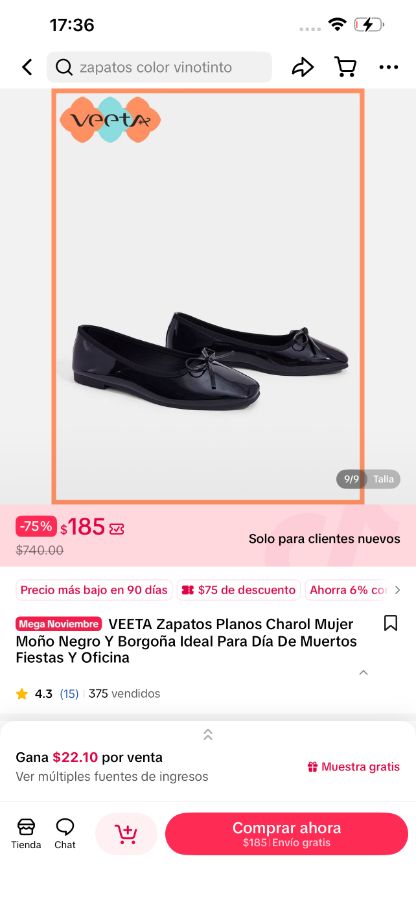 17:36
zapatos color vinotinto
veetA
9/9 Talla
-75% $185
Solo para clientes nuevos
$740.00
Precio más bajo en 90 días $75 de descuento Ahorra 6% co
Mega Noviembre VEETA Zapatos Planos Charol Mujer
Moño Negro Y Borgoña Ideal Para Día De Muertos
Fiestas Y Oficina
4.3 (15) 375 vendidos
Gana $22.10 por venta
Ver múltiples fuentes de ingresos
Muestra gratis
Tienda
Chat
Comprar ahora
$185 | Envío gratis